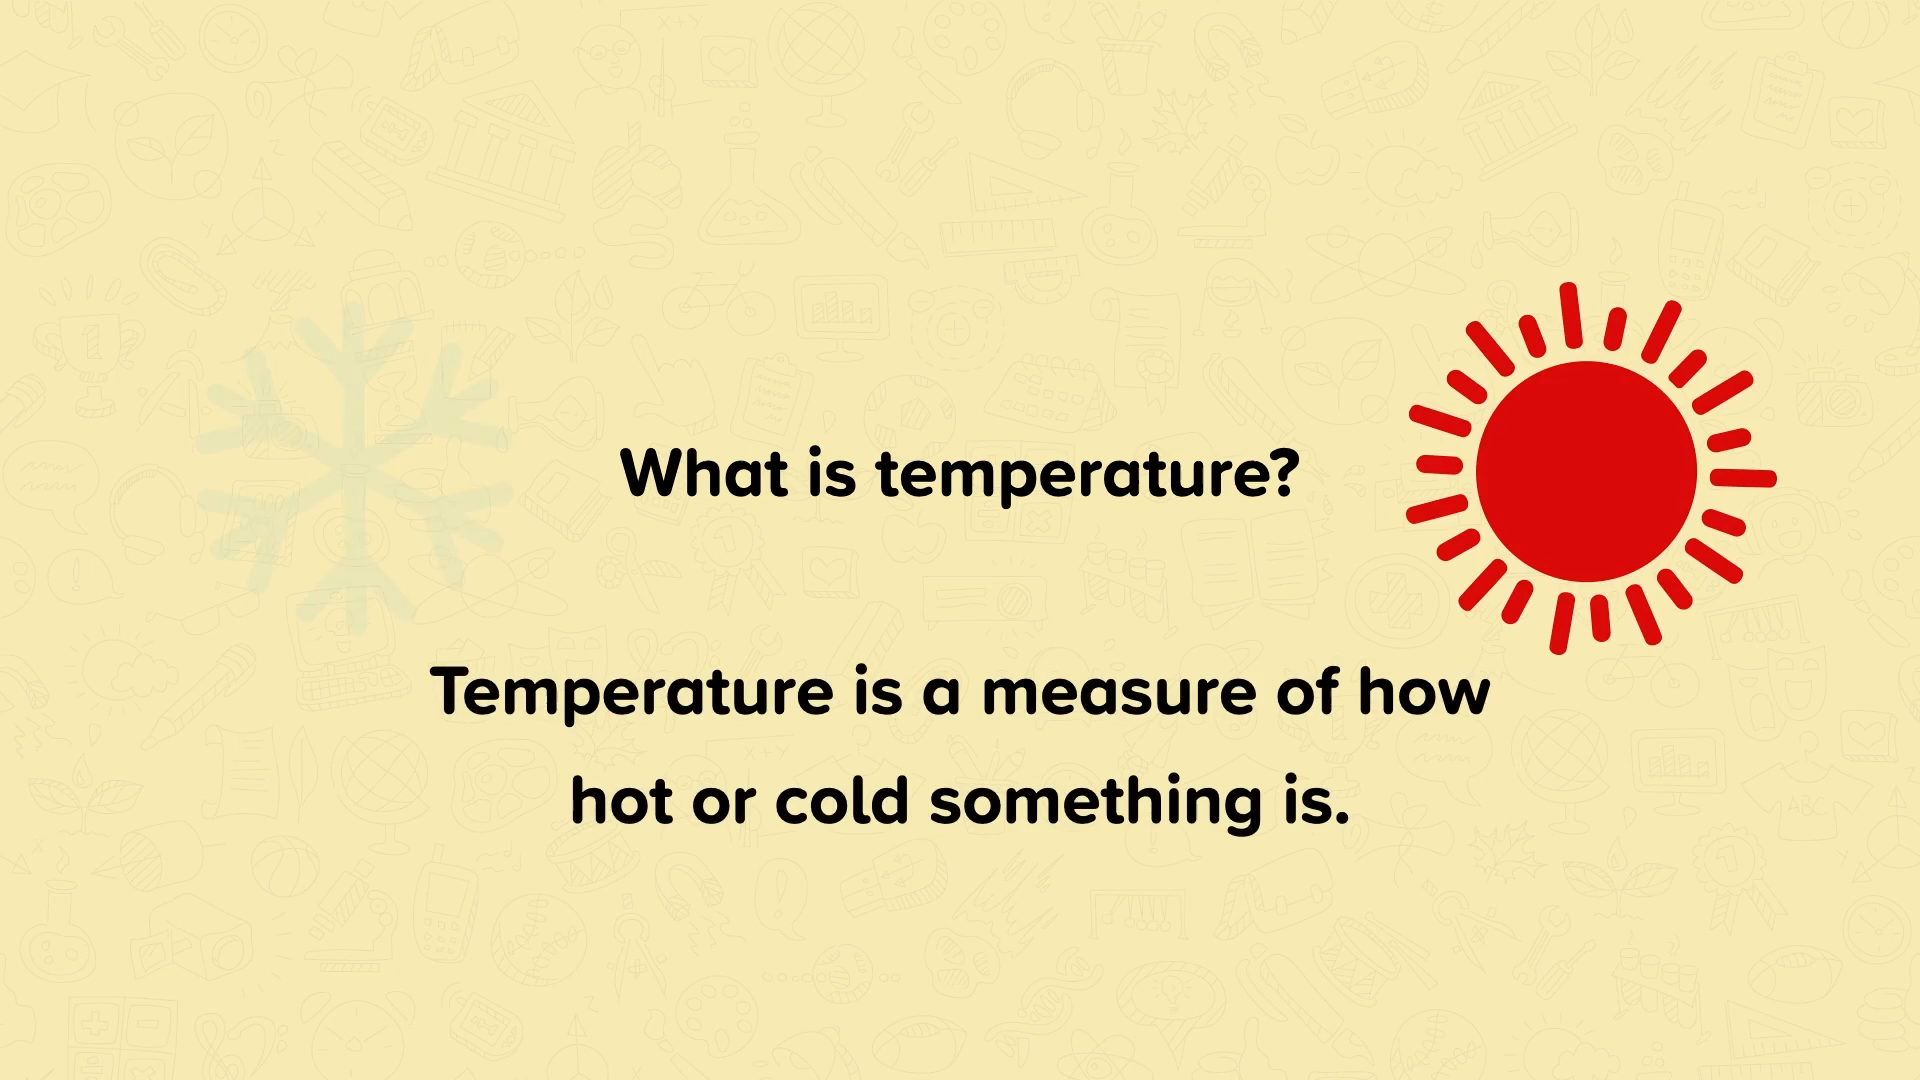 What is temperature?
Temperature is a measure of how
hot or cold something is.